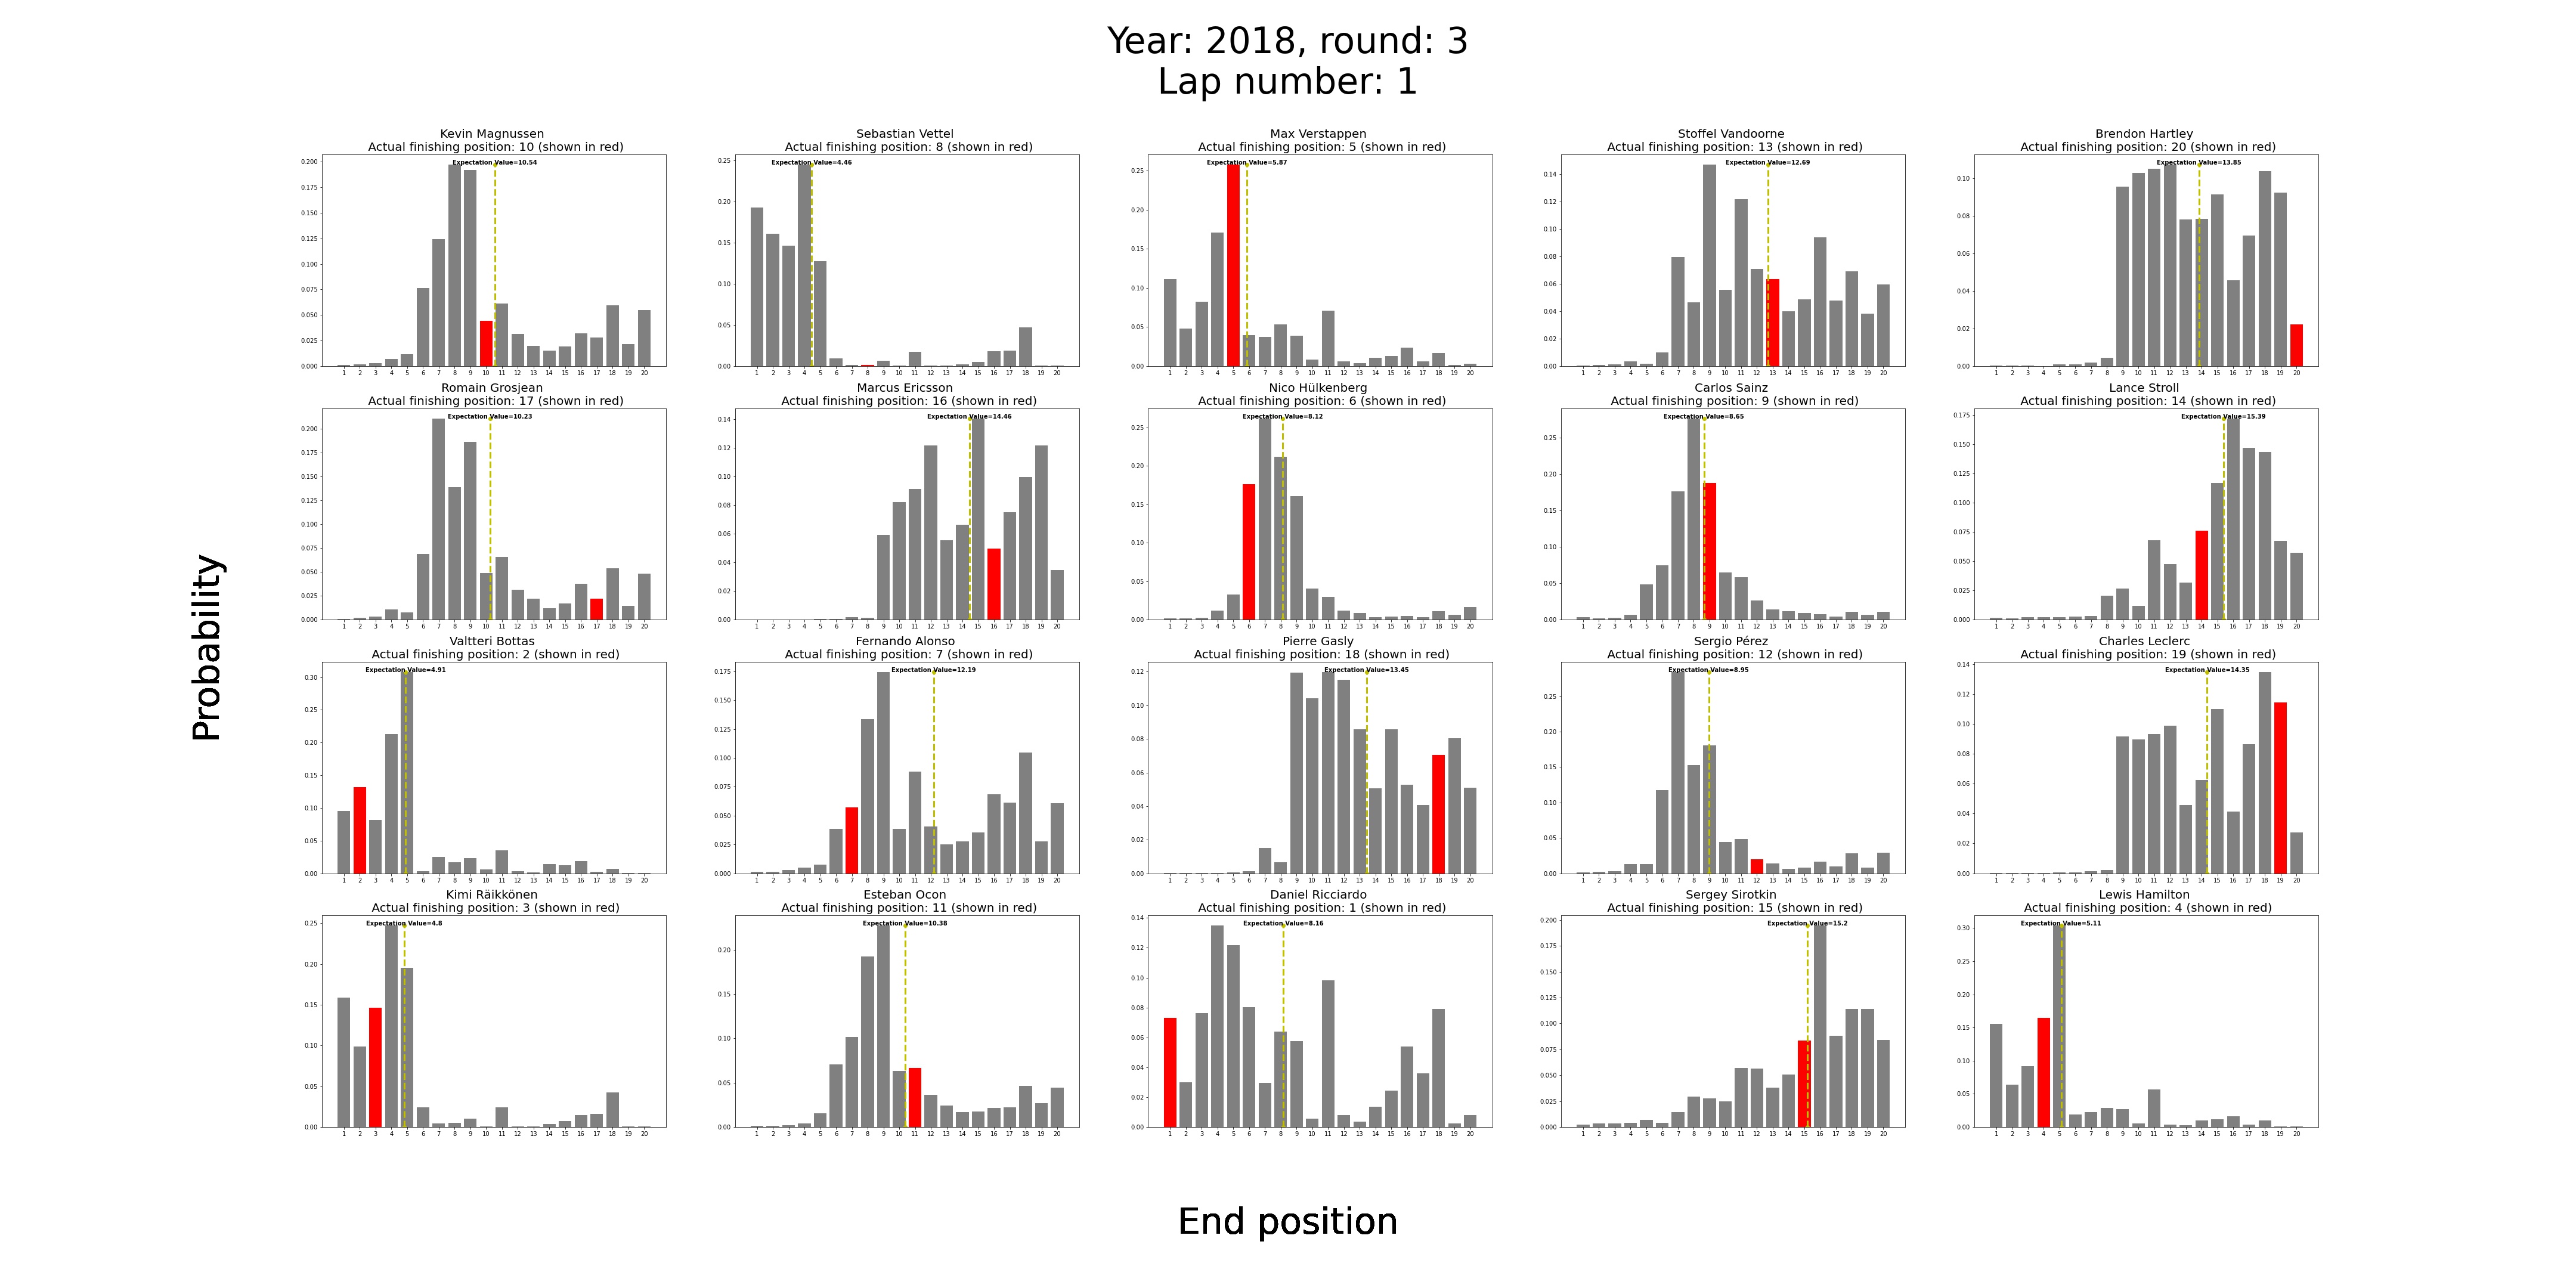 Year: 2018, round: 3
Lap number: 1
Kevin Magnussen
Actual finishing position: 10 (shown in red)
Expectation Value=10.54
Sebastian Vettel
Actual finishing position: 8 (shown in red)
Expectation Value=4.46
Max Verstappen
Actual finishing position: 5 (shown in red)
Expectation Value=5.87
Stoffel Vandoorne
Actual finishing position: 13 (shown in red)
Expectation Value=12.69
Brendon Hartley
Actual finishing position: 20 (shown in red)
Expectation Value=13.85
Romain Grosjean
Actual finishing position: 17 (shown in red)
Expectation Value=10.23
Marcus Ericsson
Actual finishing position: 16 (shown in red)
Expectation Value=14.46
Nico Hülkenberg
Actual finishing position: 6 (shown in red)
Expectation Value=8.12
Carlos Sainz
Actual finishing position: 9 (shown in red)
Expectation Value=8.65
Lance Stroll
Actual finishing position: 14 (shown in red)
Expectation Value=15.39
Valtteri Bottas
Actual finishing position: 2 (shown in red)
Expectation Value=4.91
Fernando Alonso
Actual finishing position: 7 (shown in red)
Expectation Value=12.19
Pierre Gasly
Actual finishing position: 18 (shown in red)
Expectation Value=13.45
Sergio Pérez
Actual finishing position: 12 (shown in red)
Expectation Value=8.95
Charles Leclerc
Actual finishing position: 19 (shown in red)
Expectation Value=14.35
Kimi Räikkönen
Actual finishing position: 3 (shown in red)
Expectation Value=4.8
Esteban Ocon
Actual finishing position: 11 (shown in red)
Expectation Value=10.38
Daniel Ricciardo
Actual finishing position: 1 (shown in red)
Expectation Value=8.16
Sergey Sirotkin
Actual finishing position: 15 (shown in red)
Expectation Value=15.2
Lewis Hamilton
Actual finishing position: 4 (shown in red)
Expectation Value=5.11
Probability
End position